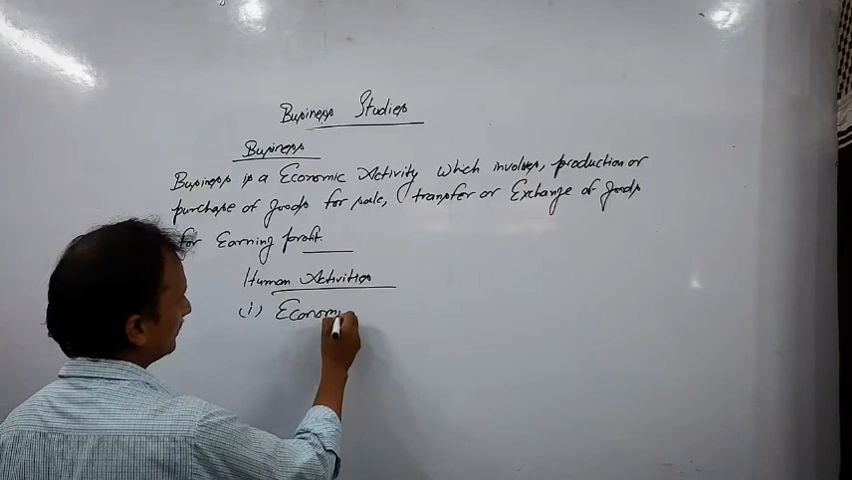 Business Studies
Business
Business is a Economic Activity which involves, production or
purchase of goods for sale, transfer or Exchange of goods
for Earning profit.
Human Activities
(i) Econom